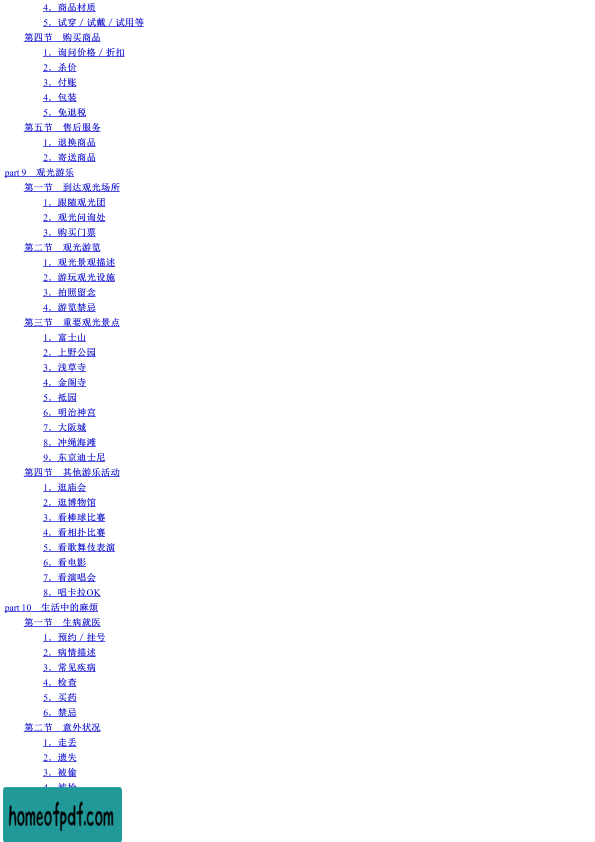 4．商品材质
5．试穿／试戴／试用等
第四节　购买商品
1．询问价格／折扣
2．杀价
3．付账
4．包装
5．免退税
第五节　售后服务
1．退换商品
2．寄送商品
part 9　观光游乐
第一节　到达观光场所
1．跟随观光团
2．观光问询处
3．购买门票
第二节　观光游览
1．观光景观描述
2．游玩观光设施
3．拍照留念
4．游览禁忌
第三节　重要观光景点
1．富士山
2．上野公园
3．浅草寺
4．金阁寺
5．祗园
6．明治神宫
7．大阪城
8．冲绳海滩
9．东京迪士尼
第四节　其他游乐活动
1．逛庙会
2．逛博物馆
3．看棒球比赛
4．看相扑比赛
5．看歌舞伎表演
6．看电影
7．看演唱会
8．唱卡拉OK
part 10　生活中的麻烦
第一节　生病就医
1．预约／挂号
2．病情描述
3．常见疾病
4．检查
5．买药
6．禁忌
第二节　意外状况
1．走丢
2．遗失
3．被偷
homeofpdf.com